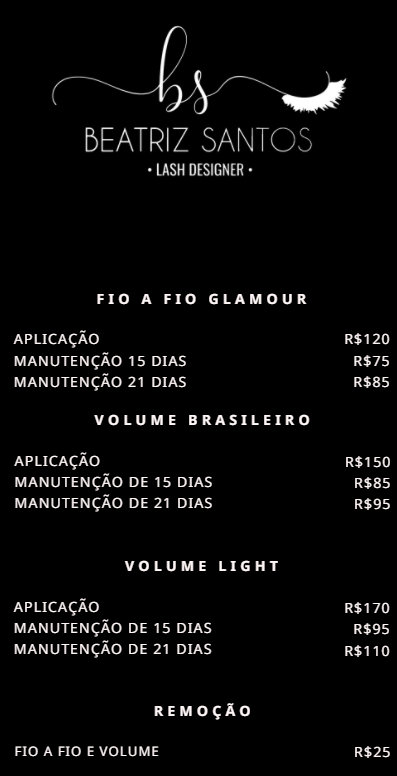 bs
BEATRIZ SANTOS
• LASH DESIGNER •
FIO A FIO GLAMOUR
APLICAÇÃO R$120
MANUTENÇÃO 15 DIAS R$75
MANUTENÇÃO 21 DIAS R$85
VOLUME BRASILEIRO
APLICAÇÃO R$150
MANUTENÇÃO DE 15 DIAS R$85
MANUTENÇÃO DE 21 DIAS R$95
VOLUME LIGHT
APLICAÇÃO R$170
MANUTENÇÃO DE 15 DIAS R$95
MANUTENÇÃO DE 21 DIAS R$110
REMOÇÃO
FIO A FIO E VOLUME R$25